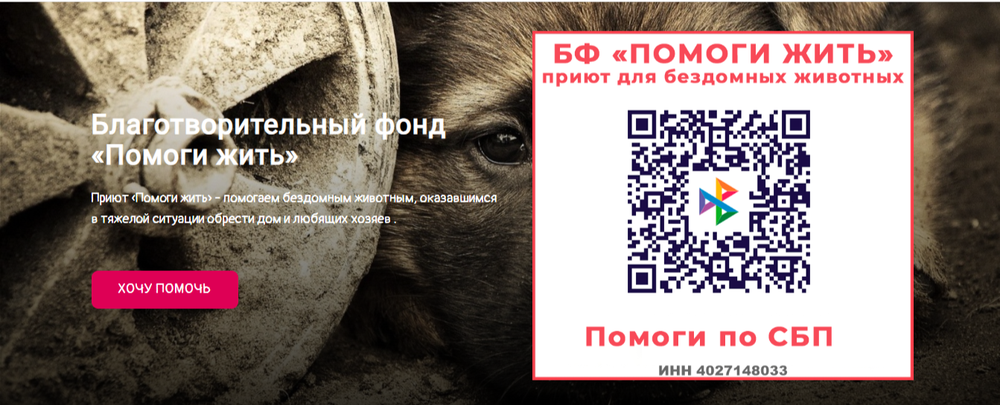 Благотворительный фонд
«Помоги жить»
Приют «Помоги жить» - помогаем бездомным животным, оказавшимся
в тяжелой ситуации обрести дом и любящих хозяев .
ХОЧУ ПОМОЧЬ
БФ «ПОМОГИ ЖИТЬ»
приют для бездомных животных
Помоги по СБП
ИНН 4027148033